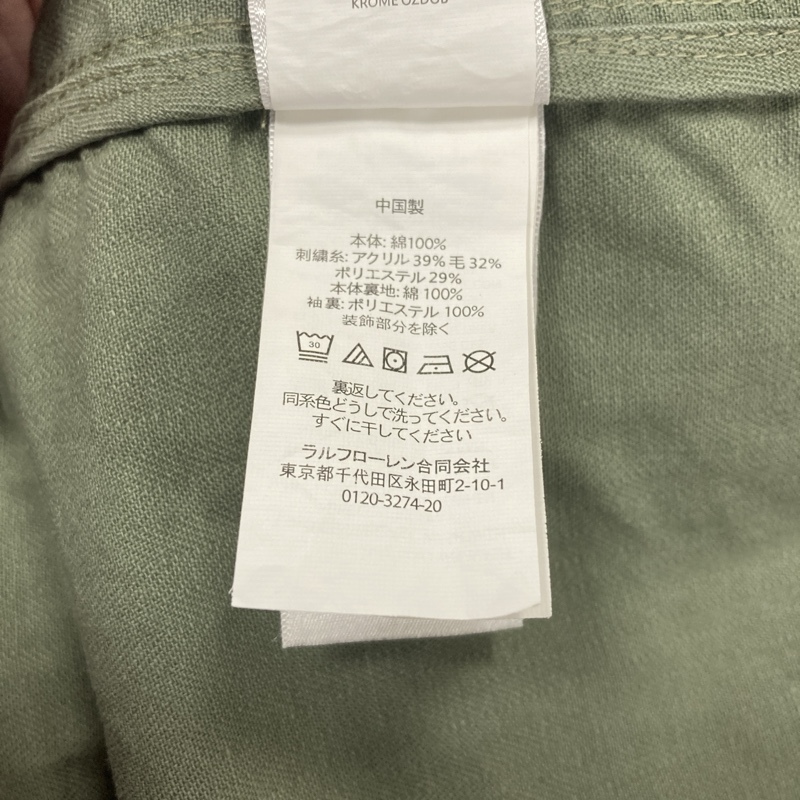 KROME OZDOB
中国製
本体: 綿100%
刺繍糸: アクリル 39% 毛 32%
ポリエステル 29%
本体裏地: 綿 100%
袖裏: ポリエステル 100%
装飾部分を除く
30
裏返してください。
同系色どうしで洗ってください。
すぐに干してください
ラルフローレン合同会社
東京都千代田区永田町2-10-1
0120-3274-20